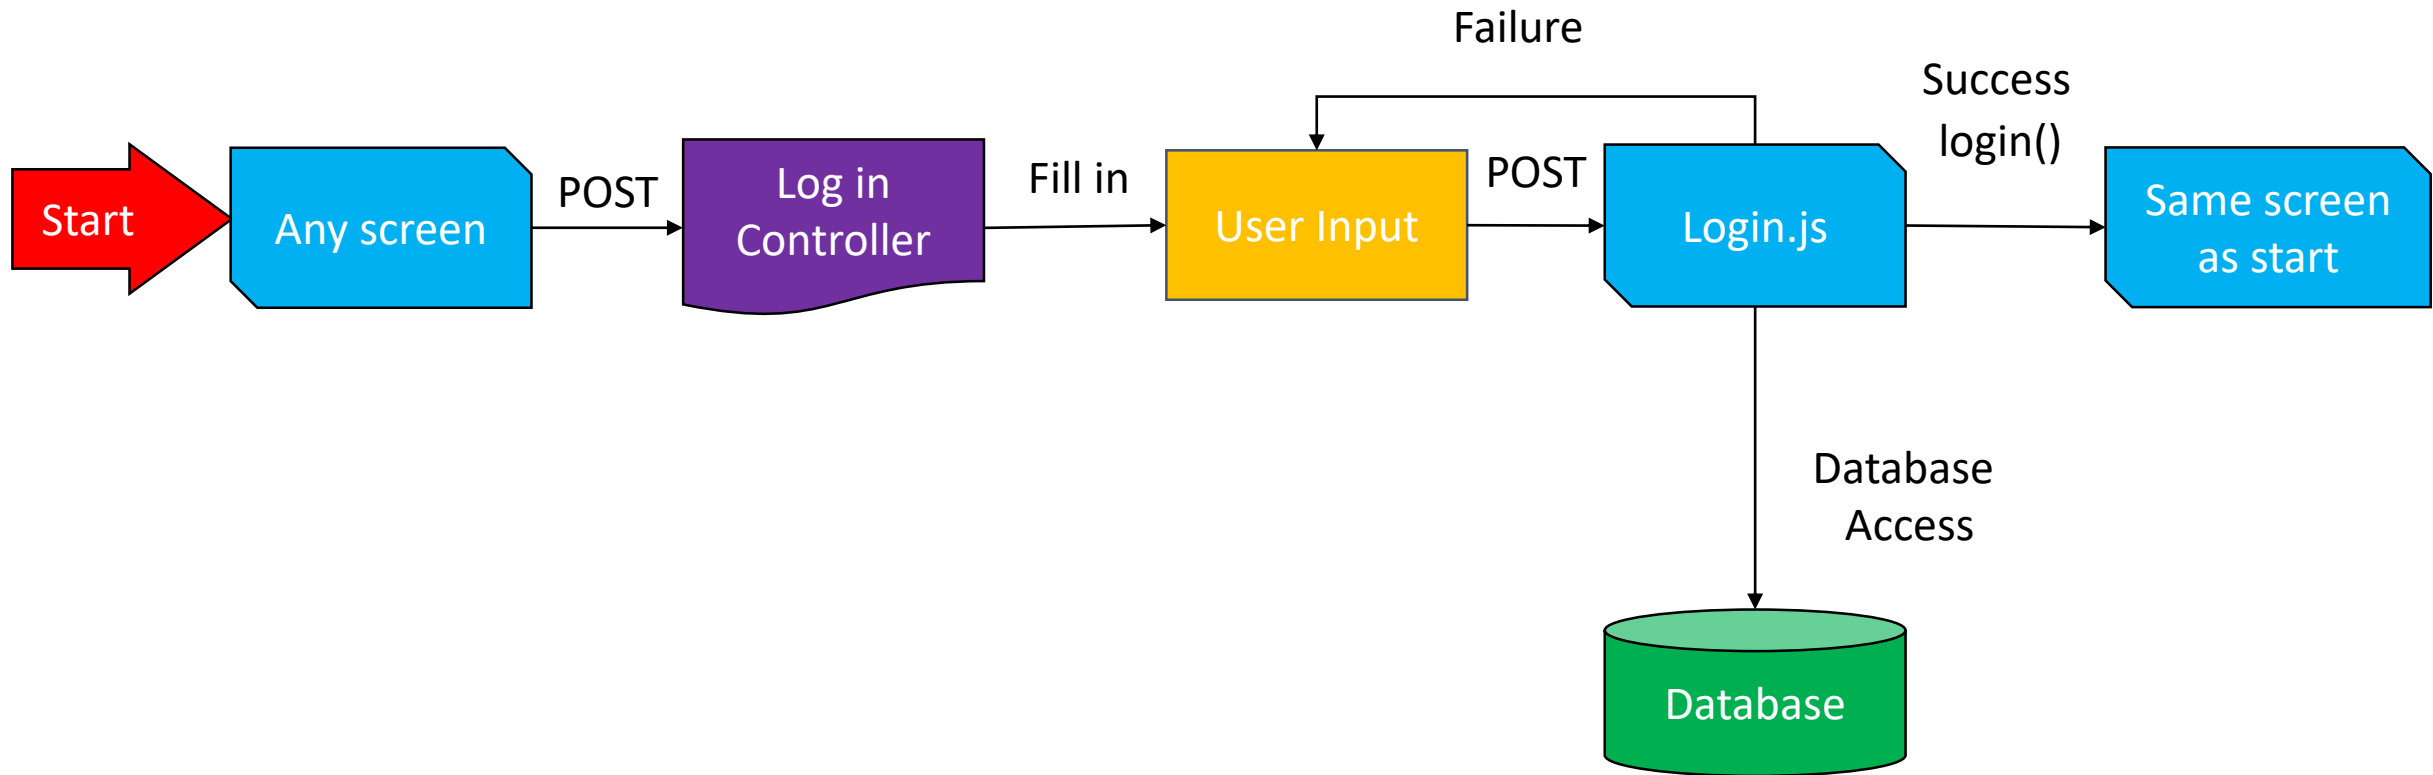 Failure
Success
login()
Start
Any screen
POST
Log in
Controller
Fill in
User Input
POST
Login.js
Same screen
as start
Database
Access
Database